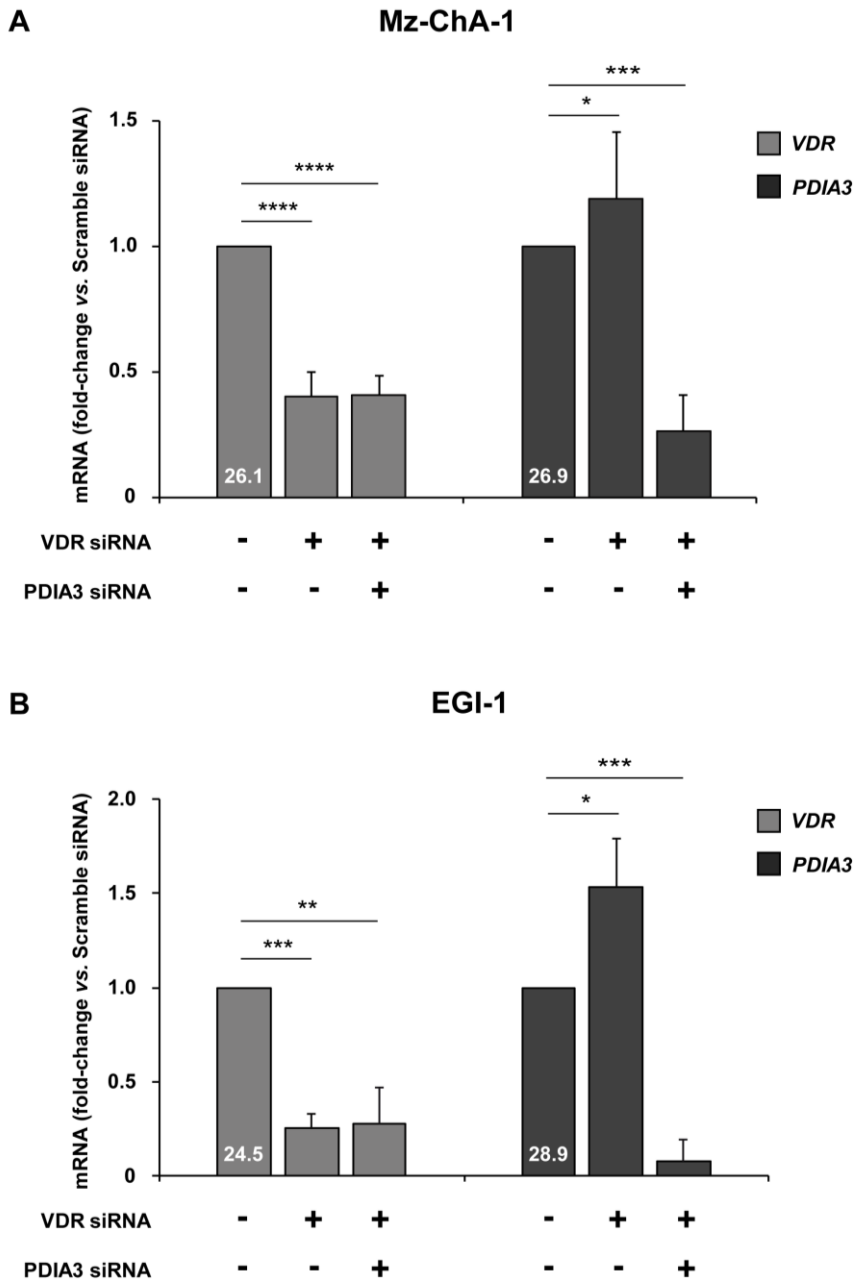 A
Mz-ChA-1
mRNA (fold-change vs. Scramble siRNA)
1.5
1.0
0.5
0
**** 
****
***
*
VDR
PDIA3
26.1
26.9
VDR siRNA - + + - + +
PDIA3 siRNA - - + - - +
B
EGI-1
mRNA (fold-change vs. Scramble siRNA)
2.0
1.5
1.0
0.5
0
**
***
***
*
VDR
PDIA3
24.5
28.9
VDR siRNA - + + - + +
PDIA3 siRNA - - + - - +